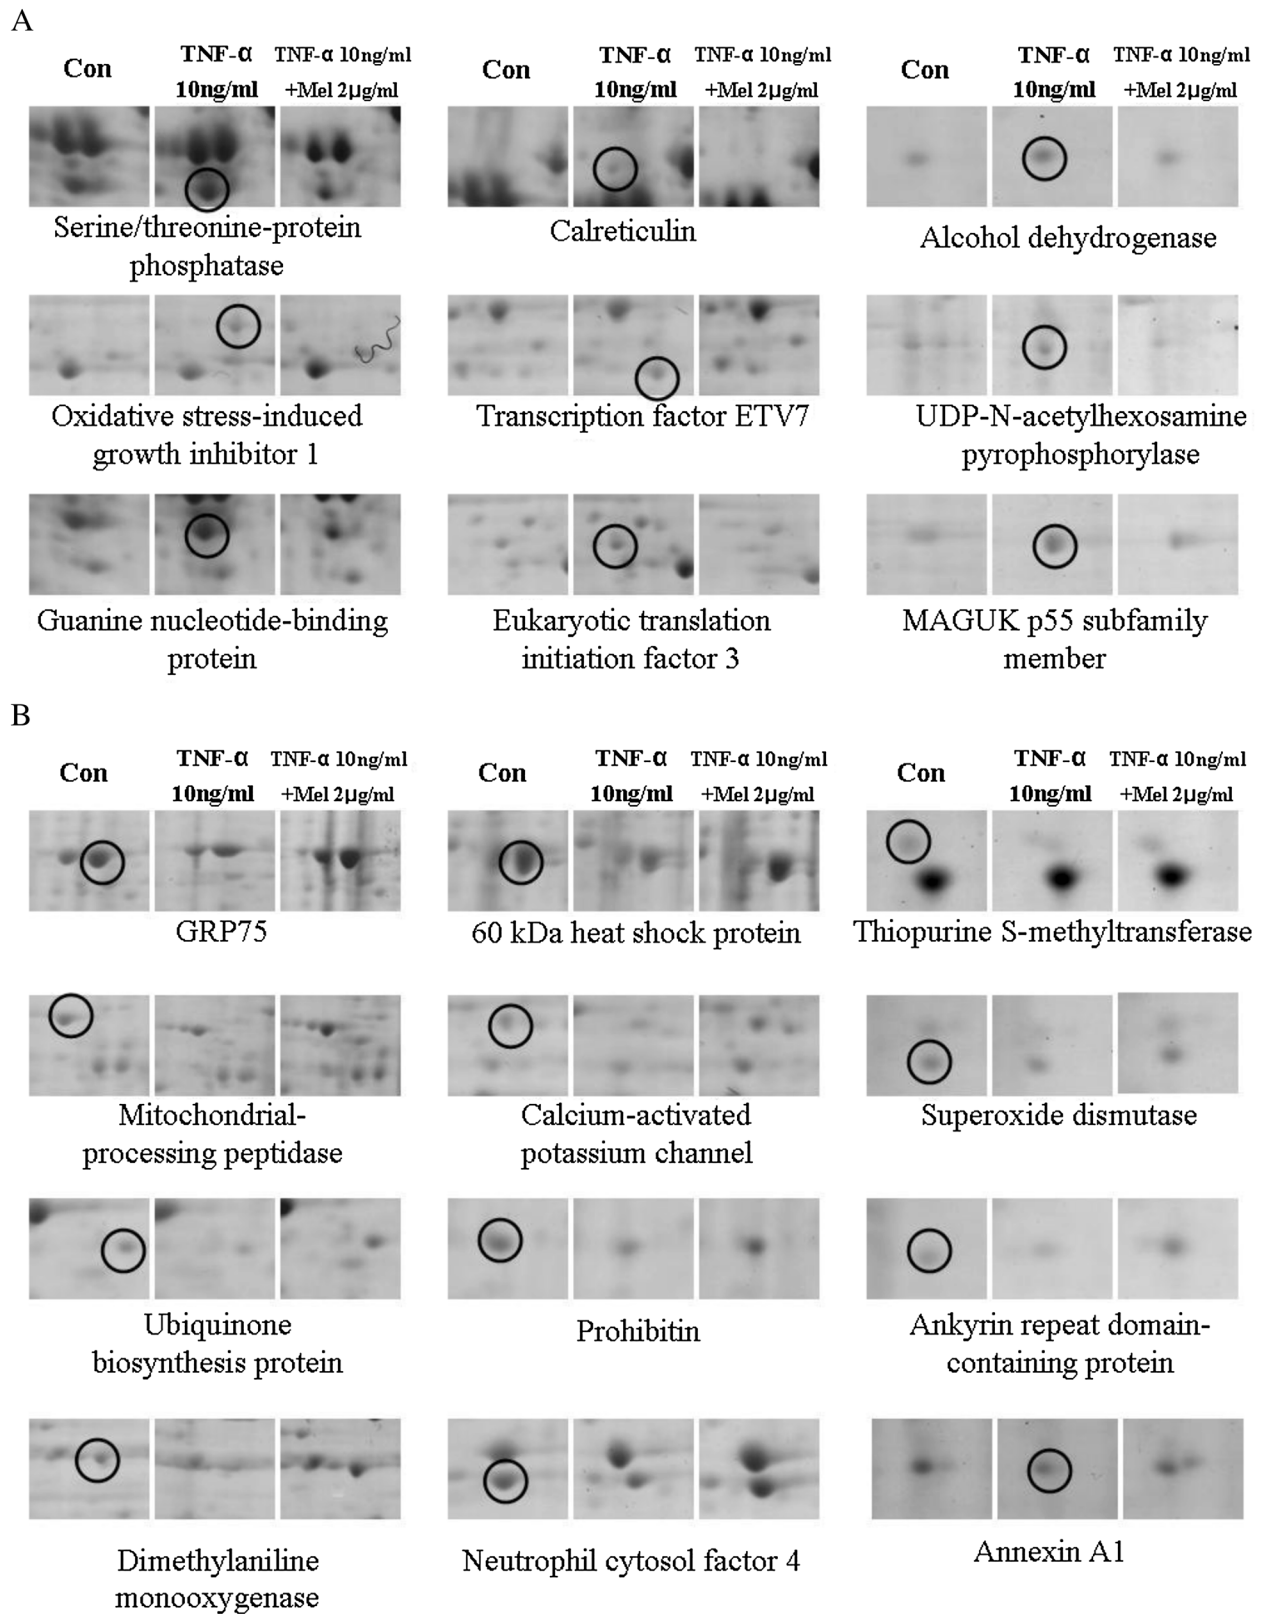 A
Con
TNF-α
10ng/ml
TNF-α 10ng/ml
+Mel 2μg/ml
Con
TNF-α
10ng/ml
TNF-α 10ng/ml
+Mel 2μg/ml
Con
TNF-α
10ng/ml
TNF-α 10ng/ml
+Mel 2μg/ml
Serine/threonine-protein
phosphatase
Calreticulin
Alcohol dehydrogenase
Oxidative stress-induced
growth inhibitor 1
Transcription factor ETV7
UDP-N-acetylhexosamine
pyrophosphorylase
Guanine nucleotide-binding
protein
Eukaryotic translation
initiation factor 3
MAGUK p55 subfamily
member
B
Con
TNF-α
10ng/ml
TNF-α 10ng/ml
+Mel 2μg/ml
Con
TNF-α
10ng/ml
TNF-α 10ng/ml
+Mel 2μg/ml
Con
TNF-α
10ng/ml
TNF-α 10ng/ml
+Mel 2μg/ml
GRP75
60 kDa heat shock protein
Thiopurine S-methyltransferase
Mitochondrial-
processing peptidase
Calcium-activated
potassium channel
Superoxide dismutase
Ubiquinone
biosynthesis protein
Prohibitin
Ankyrin repeat domain-
containing protein
Dimethylaniline
monooxygenase
Neutrophil cytosol factor 4
Annexin A1